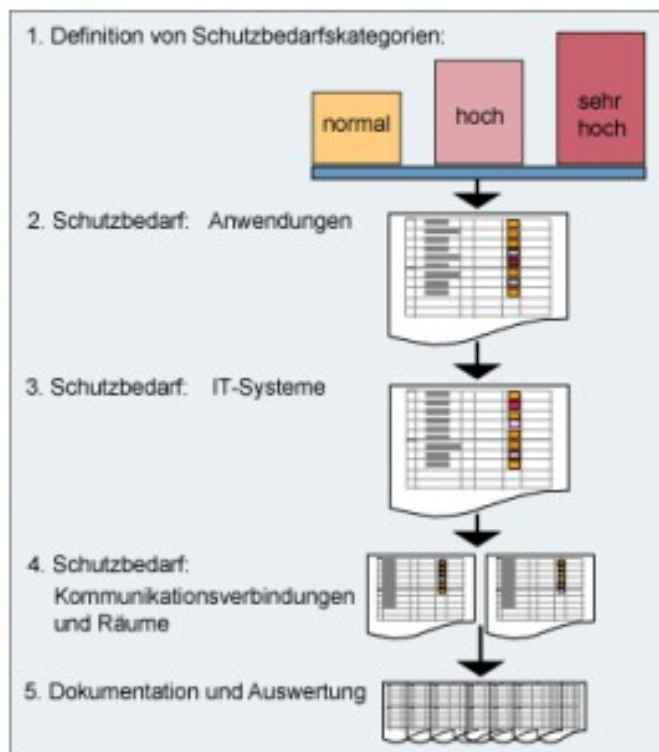 1. Definition von Schutzbedarfskategorien:
normal
hoch
sehr
hoch
2. Schutzbedarf: Anwendungen
3. Schutzbedarf: IT-Systeme
4. Schutzbedarf:
Kommunikationsverbindungen
und Räume
5. Dokumentation und Auswertung